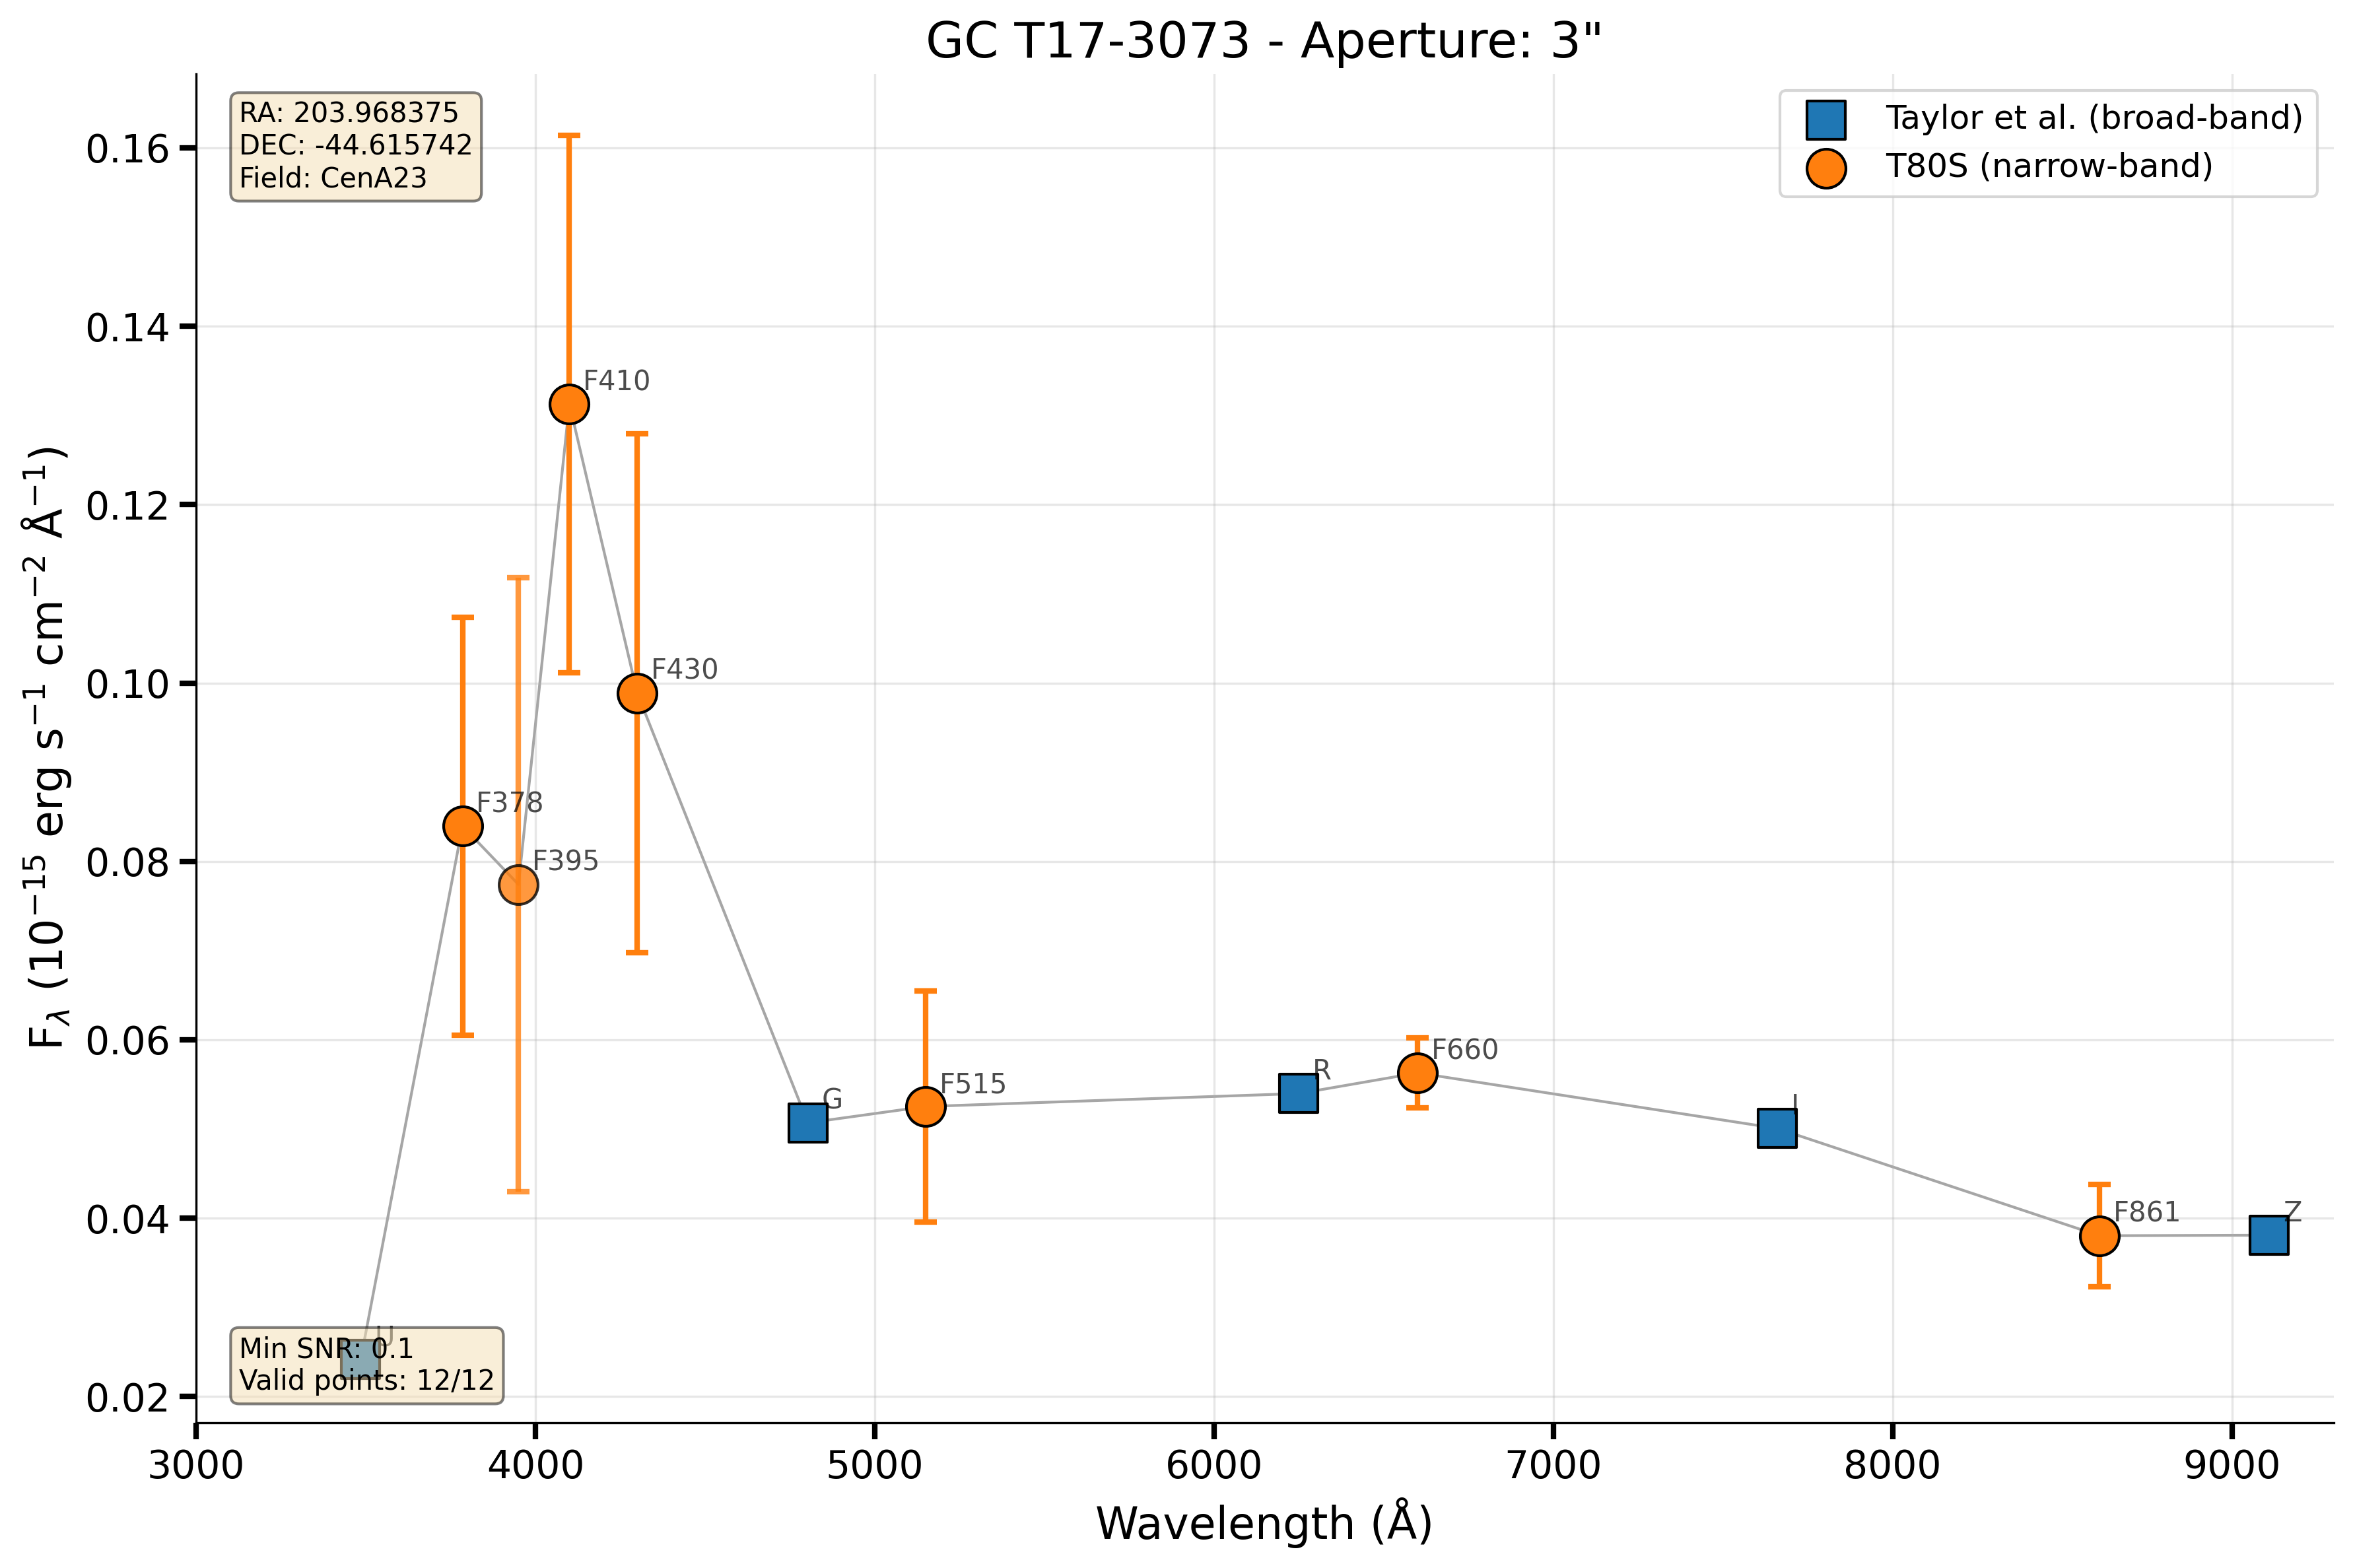 GC T17-3073 - Aperture: 3"
RA: 203.968375
DEC: -44.615742
Field: CenA23
Taylor et al. (broad-band)
T80S (narrow-band)
0.16
0.14
0.12
0.10
0.08
0.06
0.04
0.02
F_λ (10⁻¹⁵ erg s⁻¹ cm⁻² Å⁻¹)
F410
F430
F378
F395
G
F515
R
F660
I
F861
Z
U
Min SNR: 0.1
Valid points: 12/12
3000 4000 5000 6000 7000 8000 9000
Wavelength (Å)